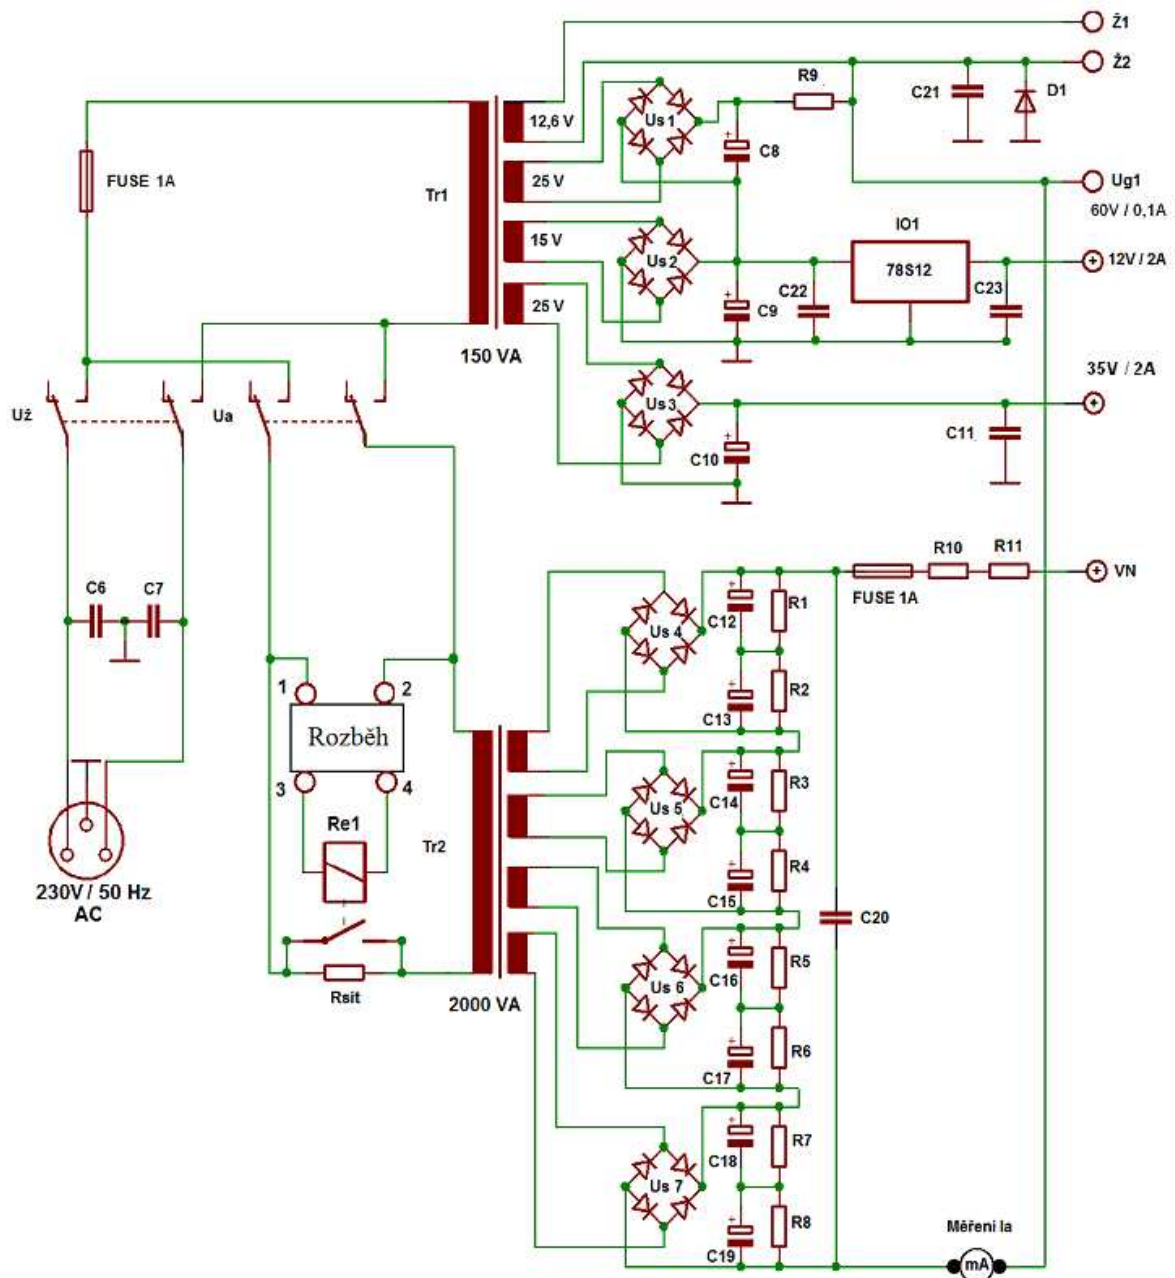 Ž1
Ž2
R9
C21
D1
12,6 V
Us 1
C8
FUSE 1A
Tr1
25 V
Ug1
60V / 0,1A
15 V
IO1
Us 2
78S12
12V / 2A
C22
C23
C9
25 V
150 VA
35V / 2A
Už
Ua
Us 3
C10
C11
R10
R11
VN
FUSE 1A
C6
C7
C12
R1
Us 4
1
2
R2
C13
Rozběh
3
4
C14
R3
Us 5
Re1
Tr2
R4
C15
230V / 50 Hz
AC
C20
C16
R5
Us 6
Rsit
2000 VA
R6
C17
C18
R7
Us 7
R8
C19
Měření Ia
mA